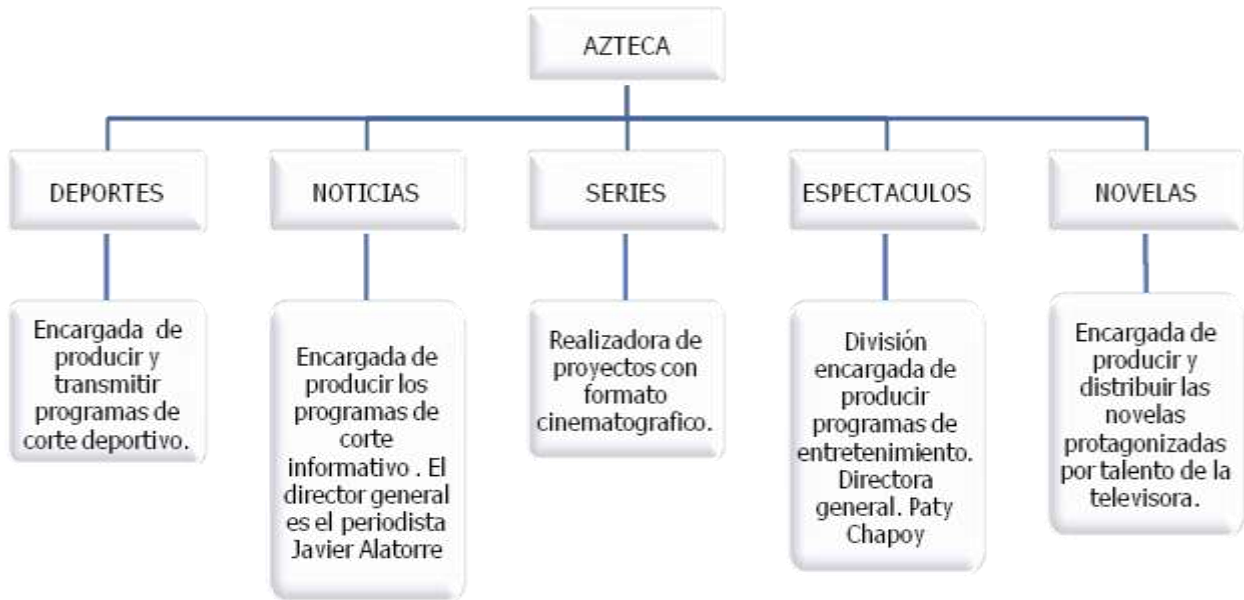 AZTECA
DEPORTES
NOTICIAS
SERIES
ESPECTACULOS
NOVELAS
Encargada de
producir y
transmitir
programas de
corte deportivo.
Encargada de
producir los
programas de
corte
informativo . El
director general
es el periodista
Javier Alatorre
Realizadora de
proyectos con
formato
cinematografico.
División
encargada de
producir
programas de
entretenimiento.
Directora
general. Paty
Chapoy
Encargada de
producir y
distribuir las
novelas
protagonizadas
por talento de la
televisora.